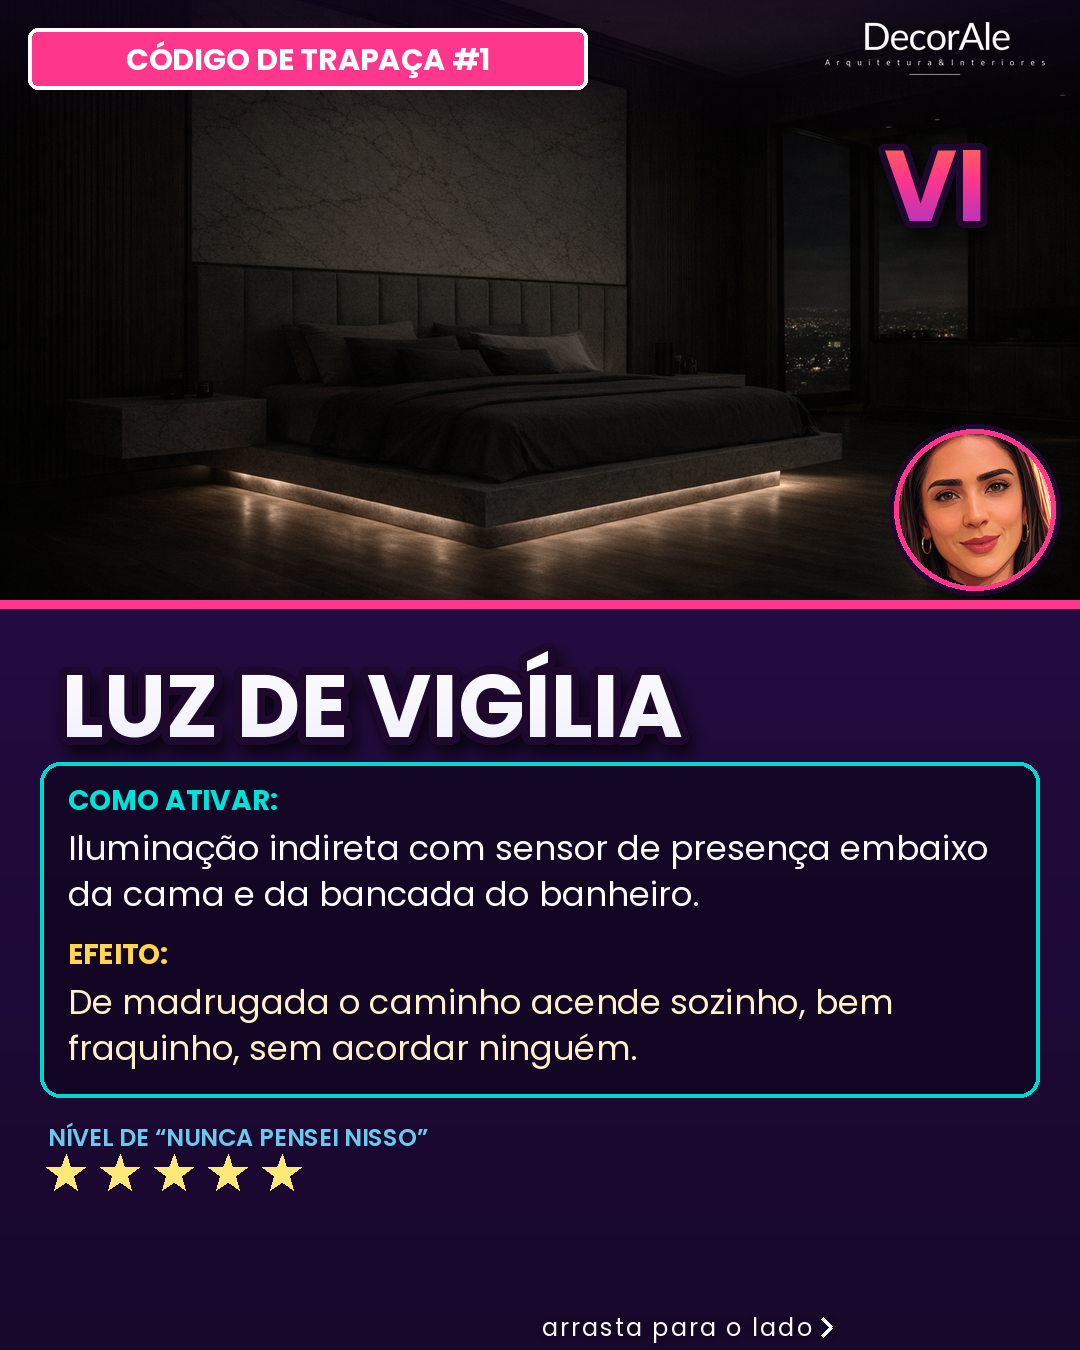 CÓDIGO DE TRAPAÇA #1
DecorAle
Arquitetura&Interiores
VI
LUZ DE VIGÍLIA
COMO ATIVAR:
Iluminação indireta com sensor de presença embaixo
da cama e da bancada do banheiro.
EFEITO:
De madrugada o caminho acende sozinho, bem
fraquinho, sem acordar ninguém.
NÍVEL DE “NUNCA PENSEI NISSO”
arrasta para o lado